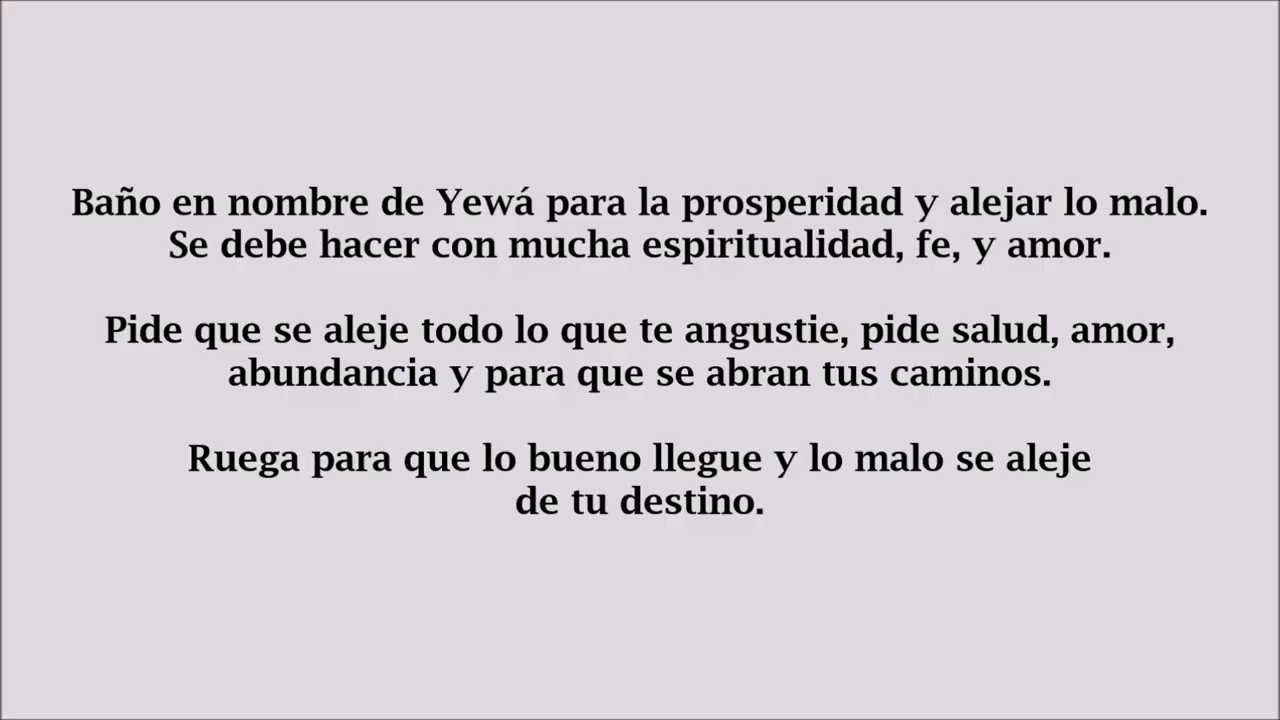 Baño en nombre de Yewá para la prosperidad y alejar lo malo.
Se debe hacer con mucha espiritualidad, fe, y amor.
Pide que se aleje todo lo que te angustie, pide salud, amor,
abundancia y para que se abran tus caminos.
Ruega para que lo bueno llegue y lo malo se aleje
de tu destino.